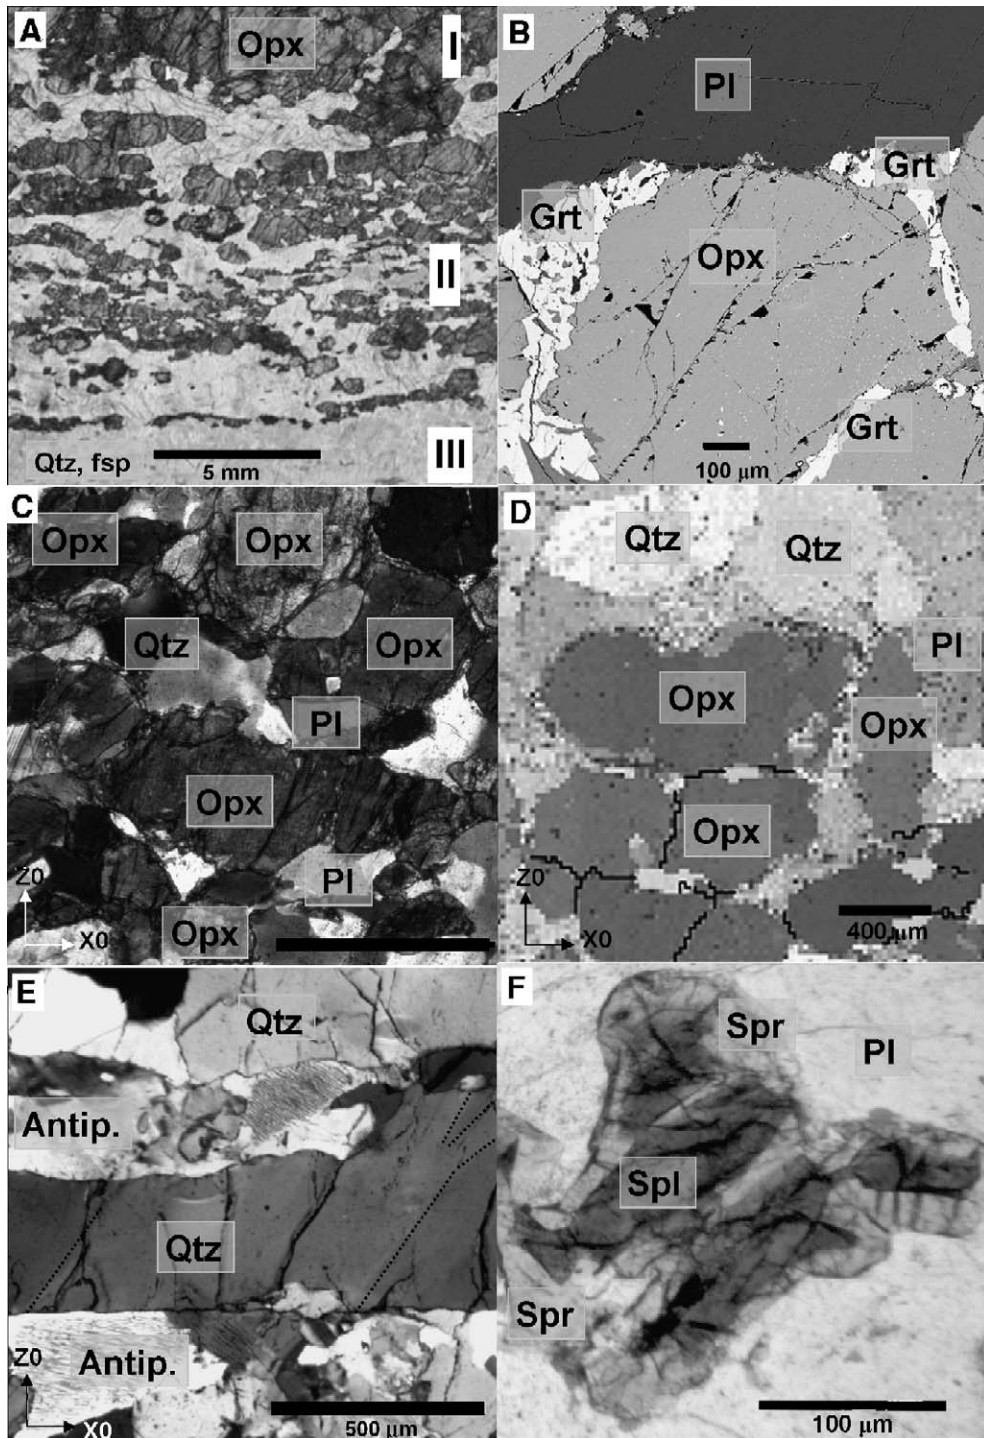 A
Opx
I
II
III
Qtz, fsp
5 mm
B
Pl
Grt
Grt
Opx
Grt
100 μm
C
Opx
Opx
Qtz
Opx
Pl
Opx
Pl
Z0
X0
Opx
D
Qtz
Qtz
Pl
Opx
Opx
Opx
Z0
X0
400 μm
E
Qtz
Antip.
Qtz
Antip.
Z0
X0
500 μm
F
Spr
Pl
Spl
Spr
100 μm